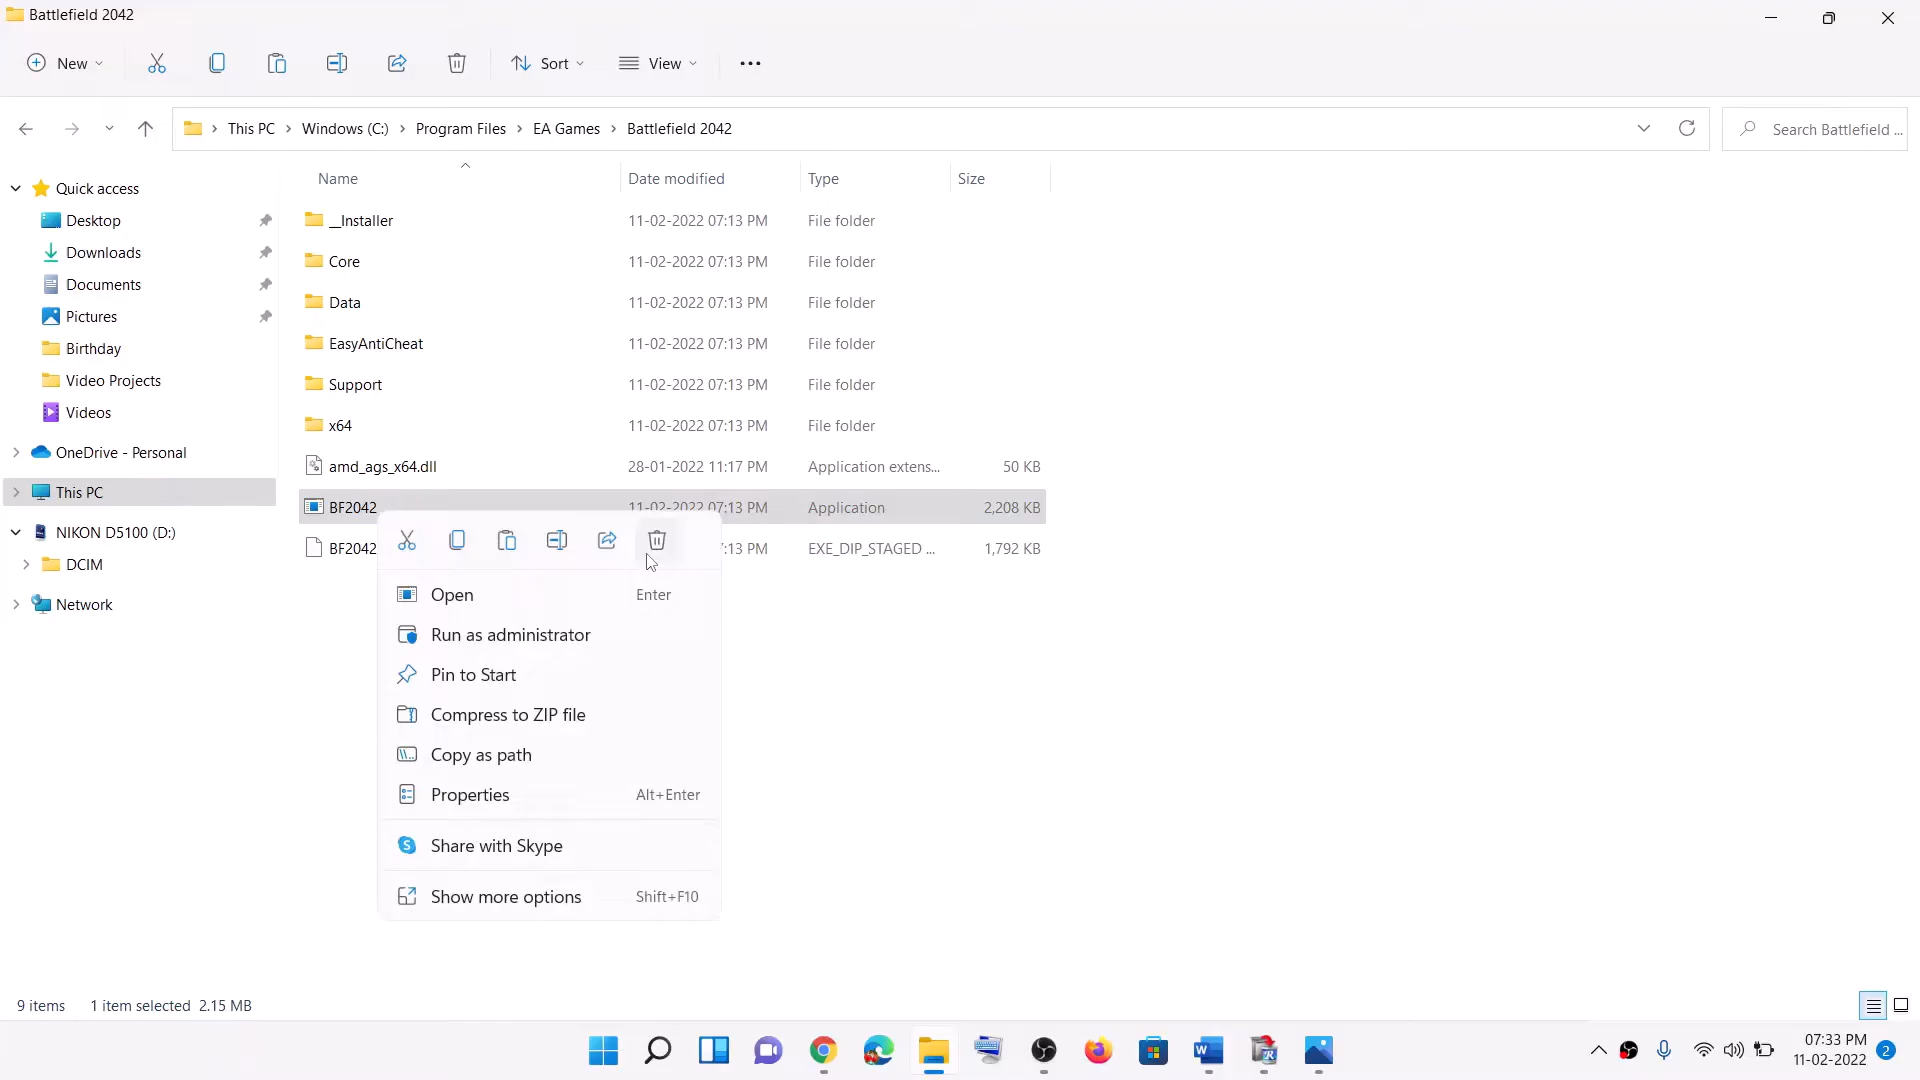 Battlefield 2042
New
Sort
View
This PC
Windows (C:)
Program Files
EA Games
Battlefield 2042
Search Battlefield ...
Name Date modified Type Size
Quick access
Desktop
Downloads
Documents
Pictures
Birthday
Video Projects
Videos
OneDrive - Personal
This PC
NIKON D5100 (D:)
DCIM
Network
__Installer 11-02-2022 07:13 PM File folder
Core 11-02-2022 07:13 PM File folder
Data 11-02-2022 07:13 PM File folder
EasyAntiCheat 11-02-2022 07:13 PM File folder
Support 11-02-2022 07:13 PM File folder
x64 11-02-2022 07:13 PM File folder
amd_ags_x64.dll 28-01-2022 11:17 PM Application extens... 50 KB
BF2042 11-02-2022 07:13 PM Application 2,208 KB
BF2042 :13 PM EXE_DIP_STAGED ... 1,792 KB
Open Enter
Run as administrator
Pin to Start
Compress to ZIP file
Copy as path
Properties Alt+Enter
Share with Skype
Show more options Shift+F10
9 items 1 item selected 2.15 MB
07:33 PM
11-02-2022
2